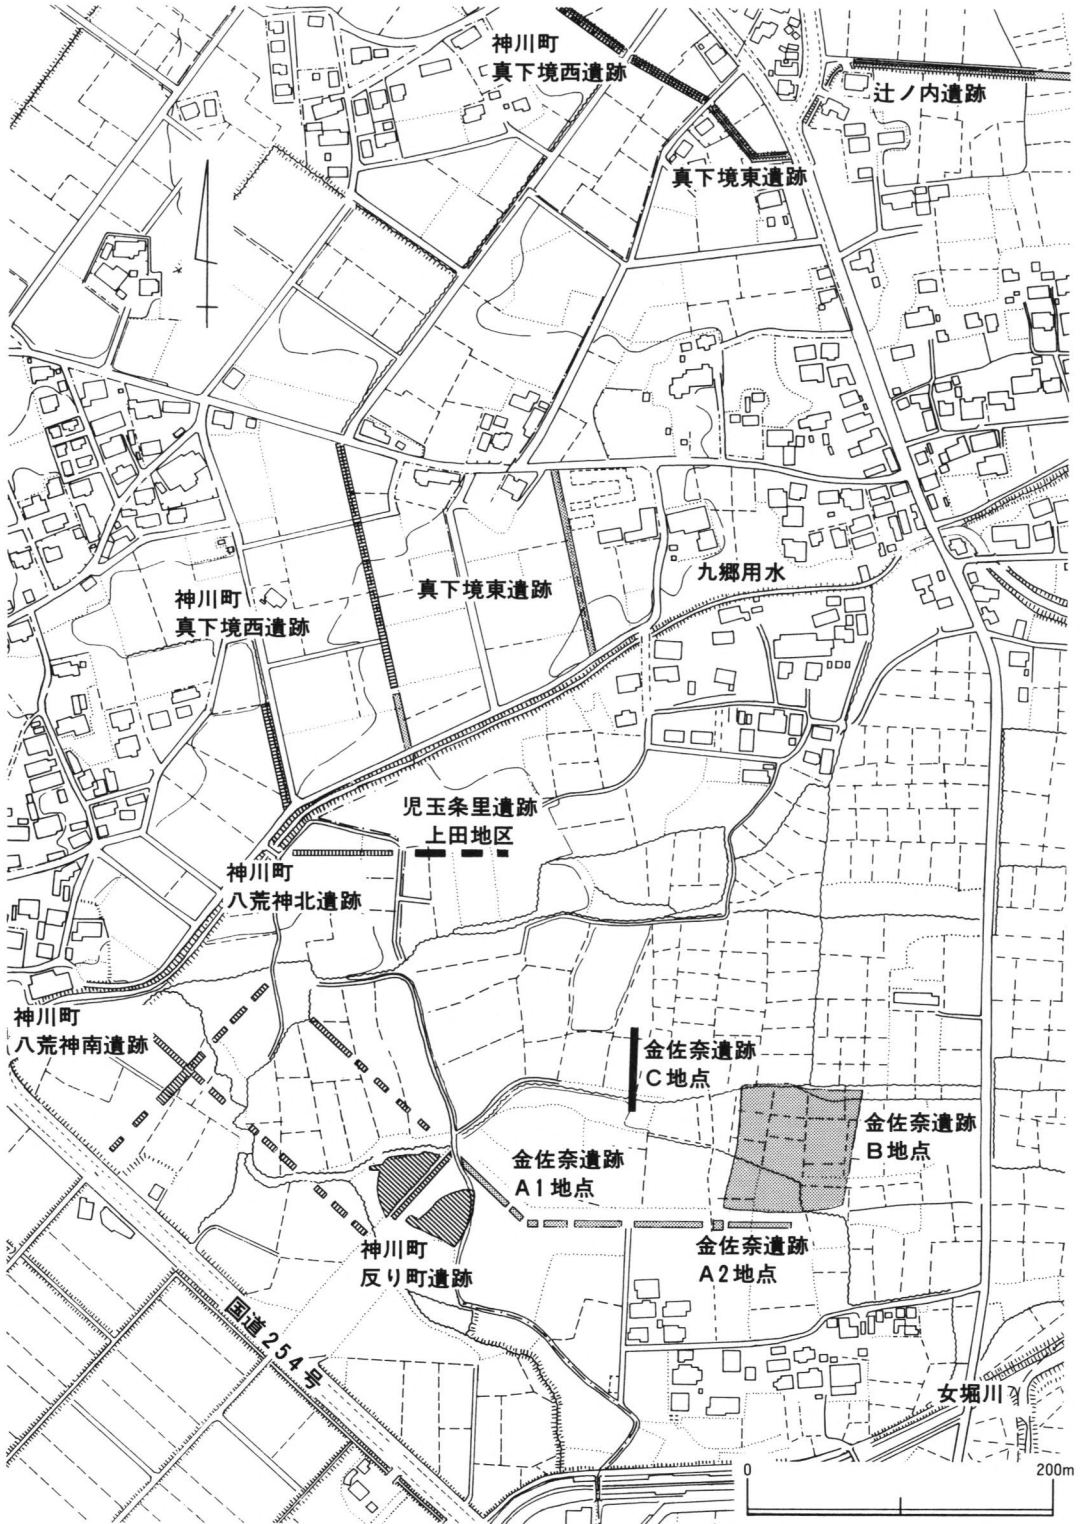 神川町
真下境西遺跡
辻ノ内遺跡
真下境東遺跡
九郷用水
真下境東遺跡
神川町
真下境西遺跡
児玉条里遺跡
上田地区
神川町
八荒神北遺跡
神川町
八荒神南遺跡
金佐奈遺跡
C地点
金佐奈遺跡
B地点
金佐奈遺跡
A1地点
神川町
反り町遺跡
金佐奈遺跡
A2地点
国道254号
女堀川
0 200m